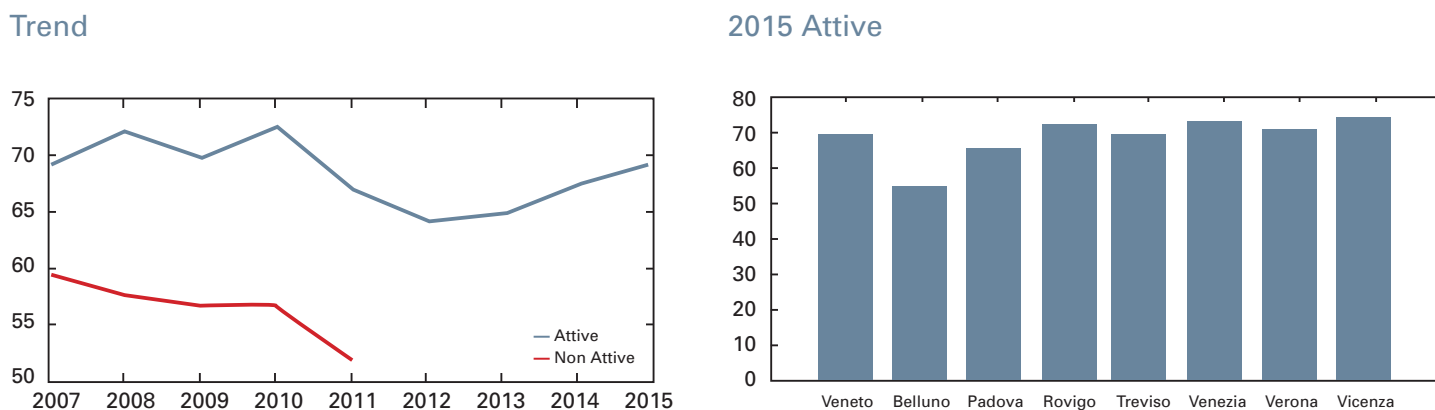 Trend
75
70
65
60
55
50
2007 2008 2009 2010 2011 2012 2013 2014 2015
Attive
Non Attive
2015 Attive
80
70
60
50
40
30
20
10
0
Veneto Belluno Padova Rovigo Treviso Venezia Verona Vicenza